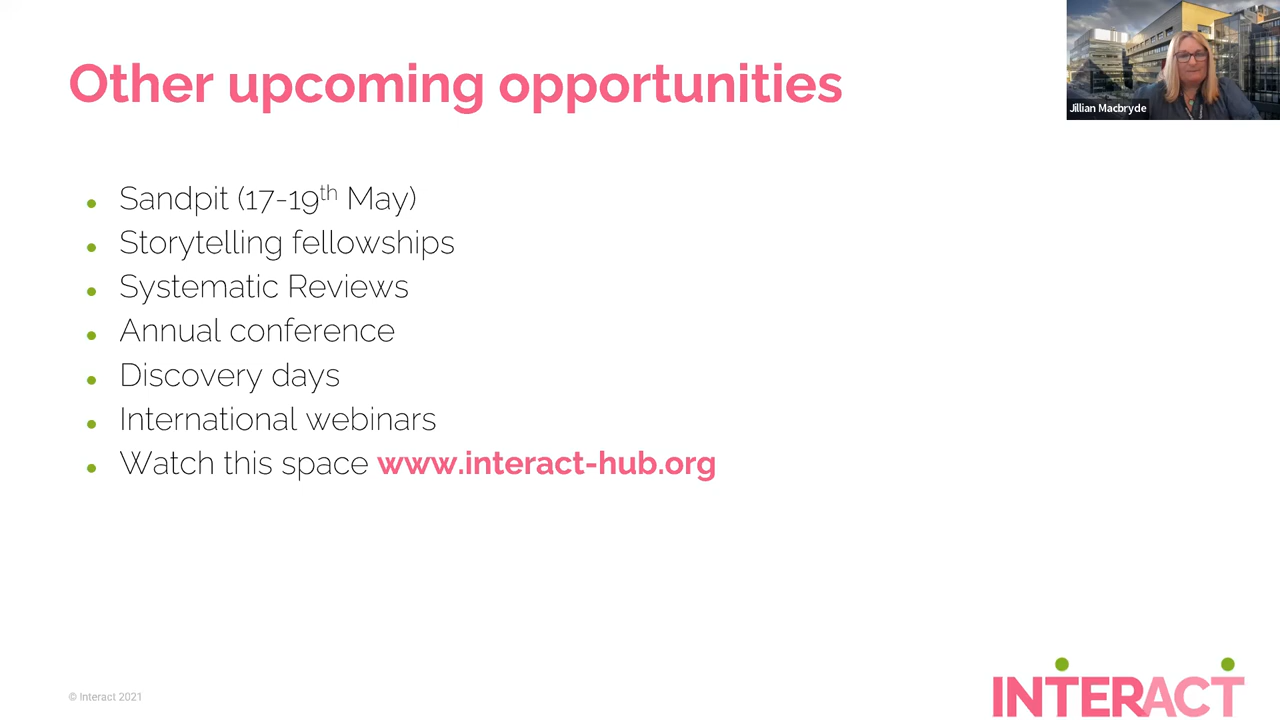 Other upcoming opportunities
Jillian Macbryde
Sandpit (17-19th May)
Storytelling fellowships
Systematic Reviews
Annual conference
Discovery days
International webinars
Watch this space www.interact-hub.org
© Interact 2021
INTERACT